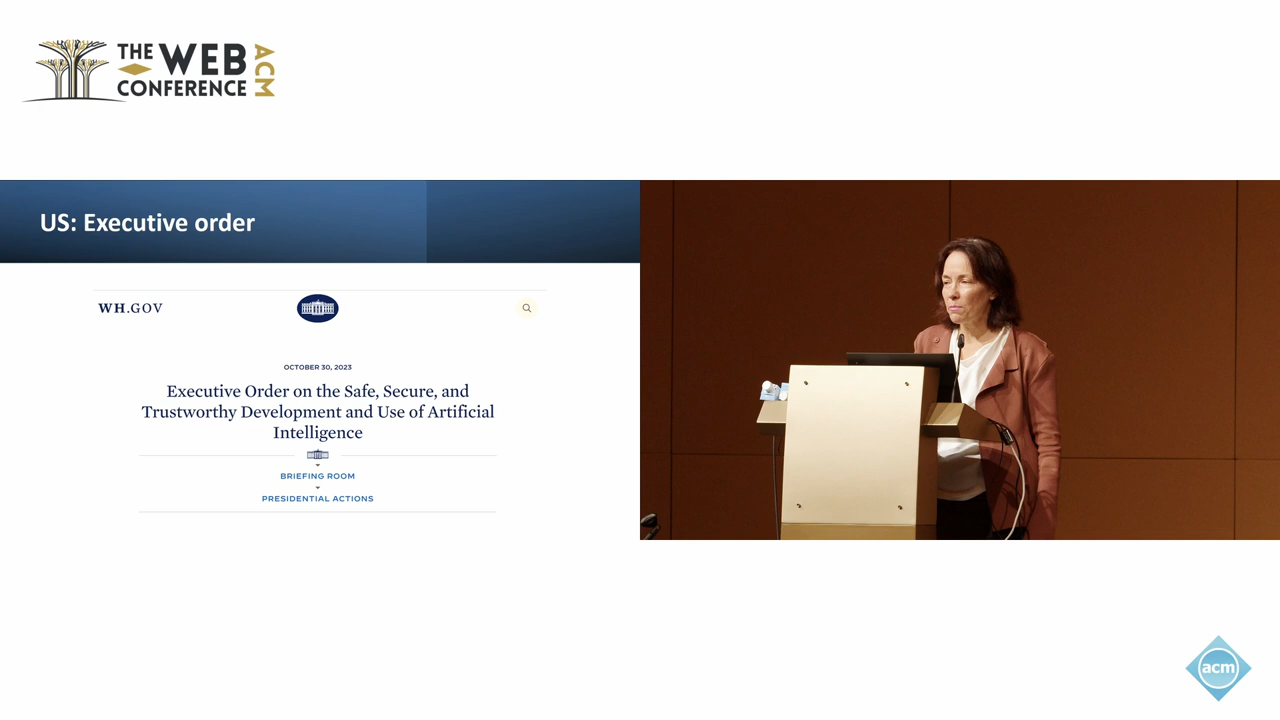 THE WEB
CONFERENCE
ACM
US: Executive order
WH.GOV
OCTOBER 30, 2023
Executive Order on the Safe, Secure, and
Trustworthy Development and Use of Artificial
Intelligence
BRIEFING ROOM
PRESIDENTIAL ACTIONS
acm